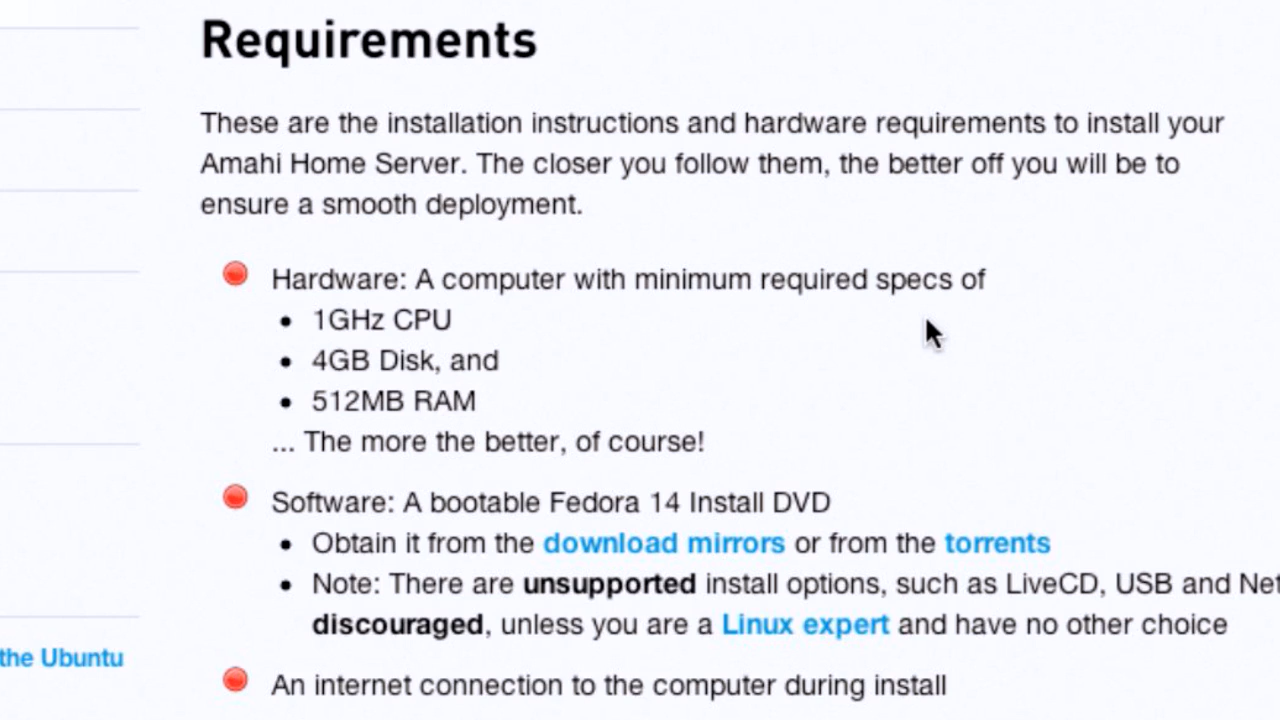 Requirements
These are the installation instructions and hardware requirements to install your
Amahi Home Server. The closer you follow them, the better off you will be to
ensure a smooth deployment.
Hardware: A computer with minimum required specs of
1GHz CPU
4GB Disk, and
512MB RAM
... The more the better, of course!
Software: A bootable Fedora 14 Install DVD
Obtain it from the download mirrors or from the torrents
Note: There are unsupported install options, such as LiveCD, USB and Net
discouraged, unless you are a Linux expert and have no other choice
the Ubuntu
An internet connection to the computer during install